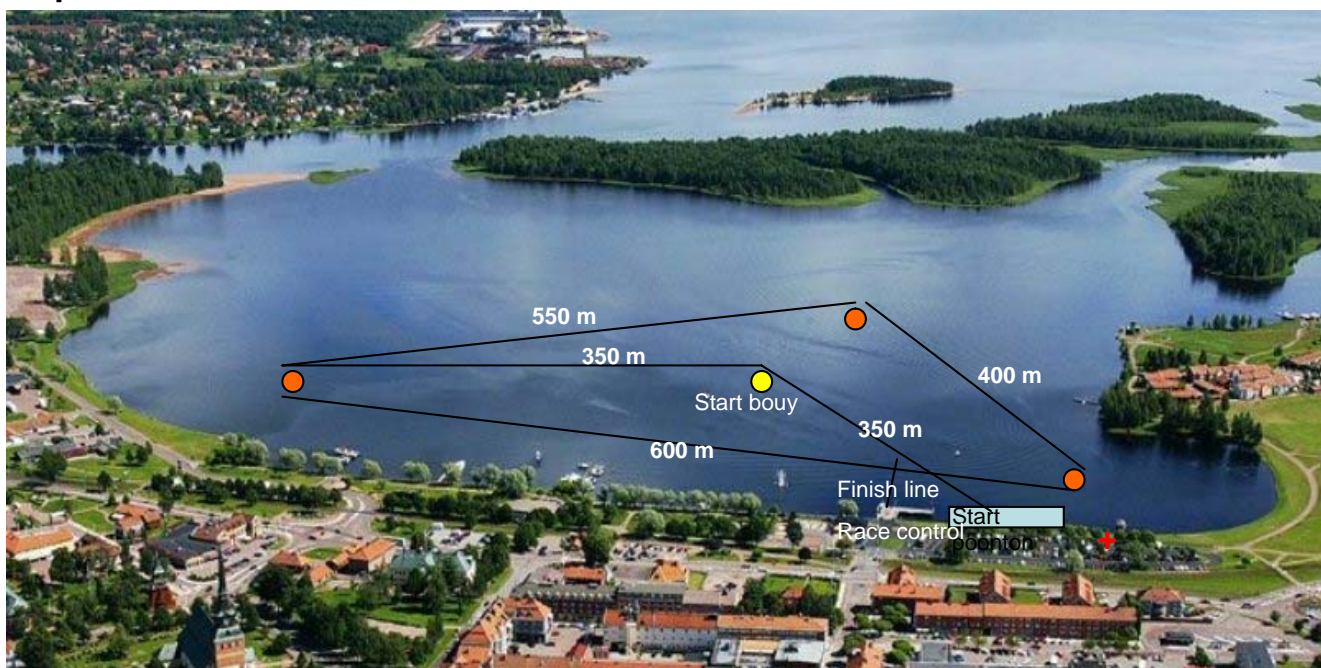 550 m
350 m
400 m
Start bouy
350 m
600 m
Finish line
Start
Race control
poonton